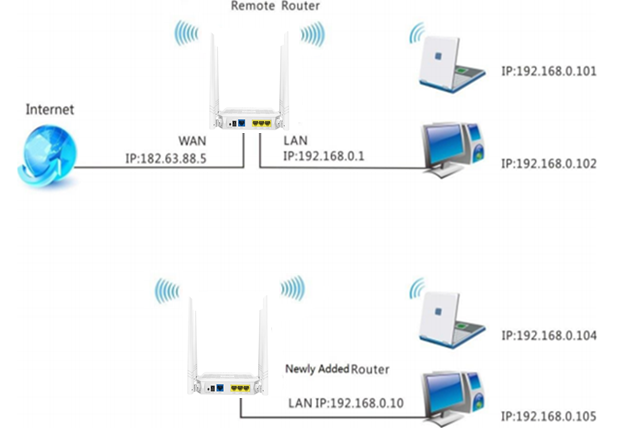 Remote Router
IP:192.168.0.101
Internet
WAN
IP:182.63.88.5
LAN
IP:192.168.0.1
IP:192.168.0.102
IP:192.168.0.104
Newly Added Router
LAN IP:192.168.0.10
IP:192.168.0.105